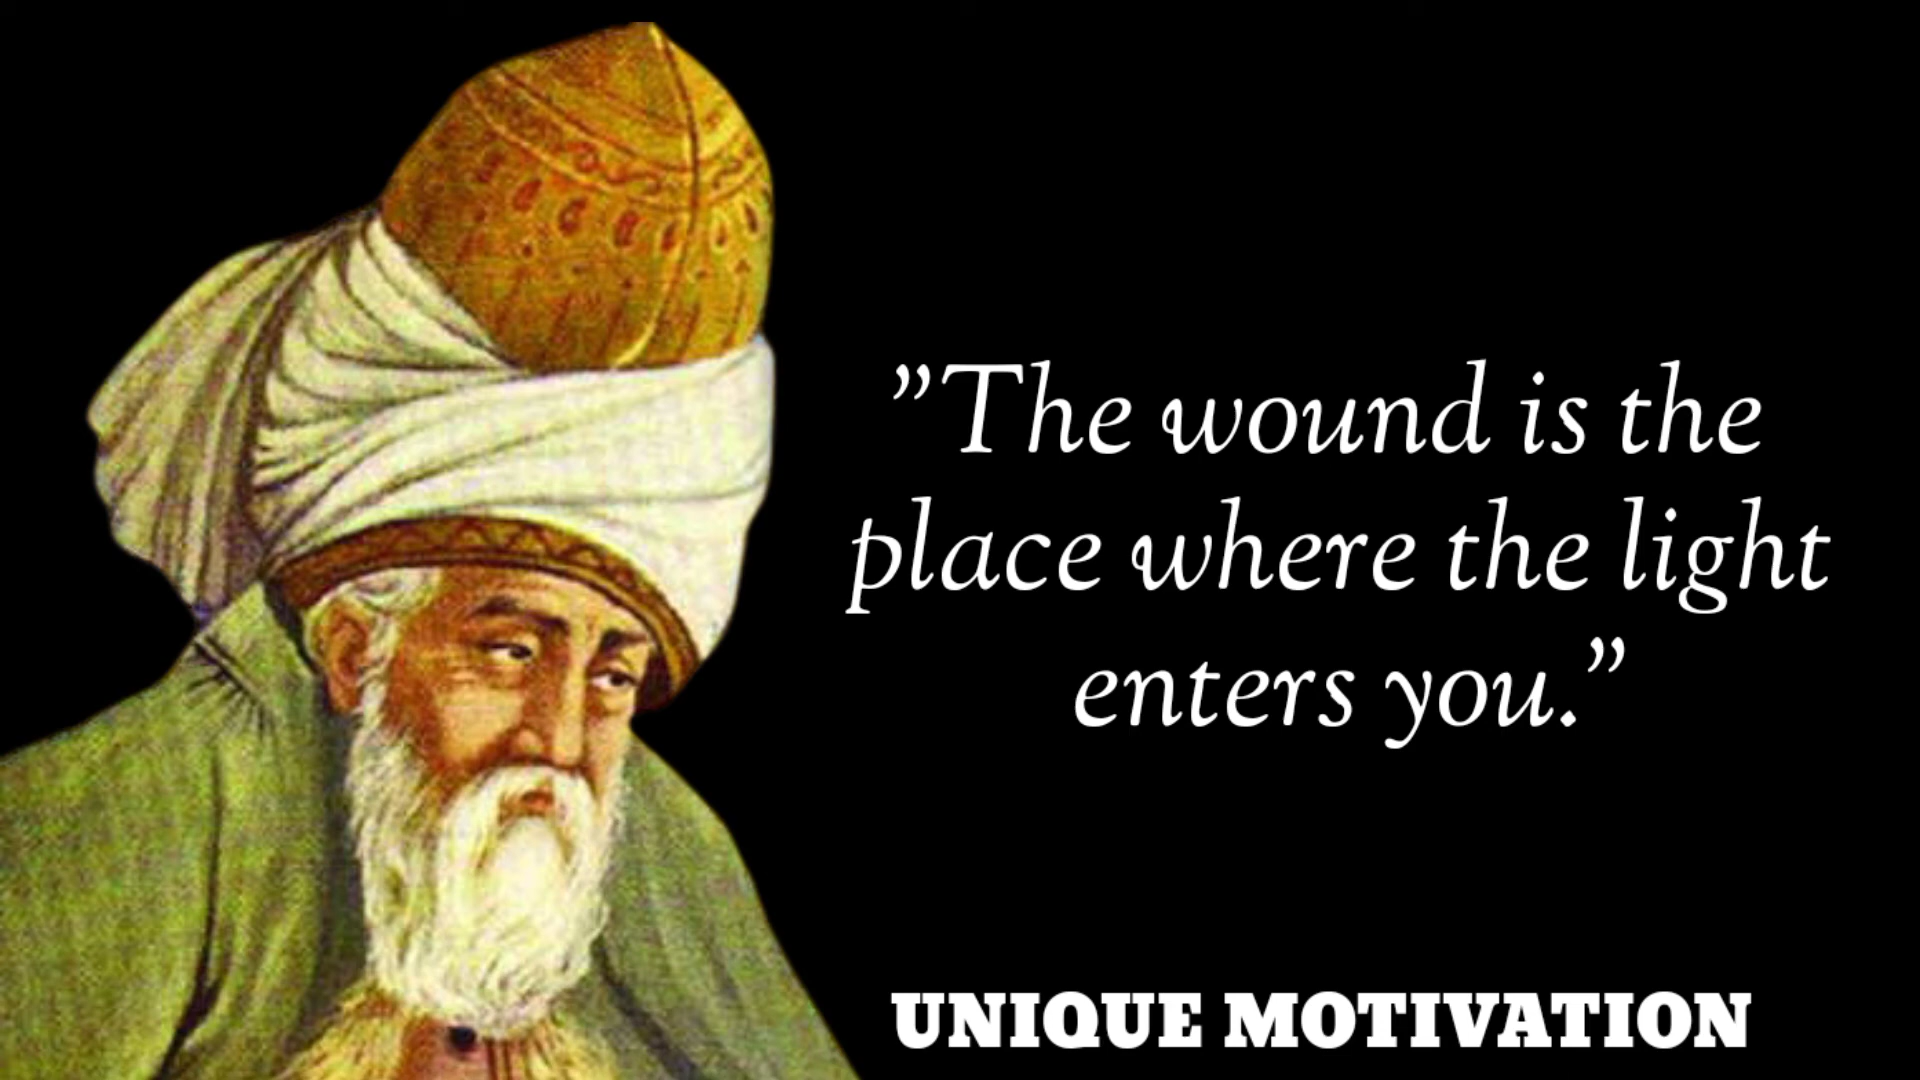 ”The wound is the
place where the light
enters you.”
UNIQUE MOTIVATION